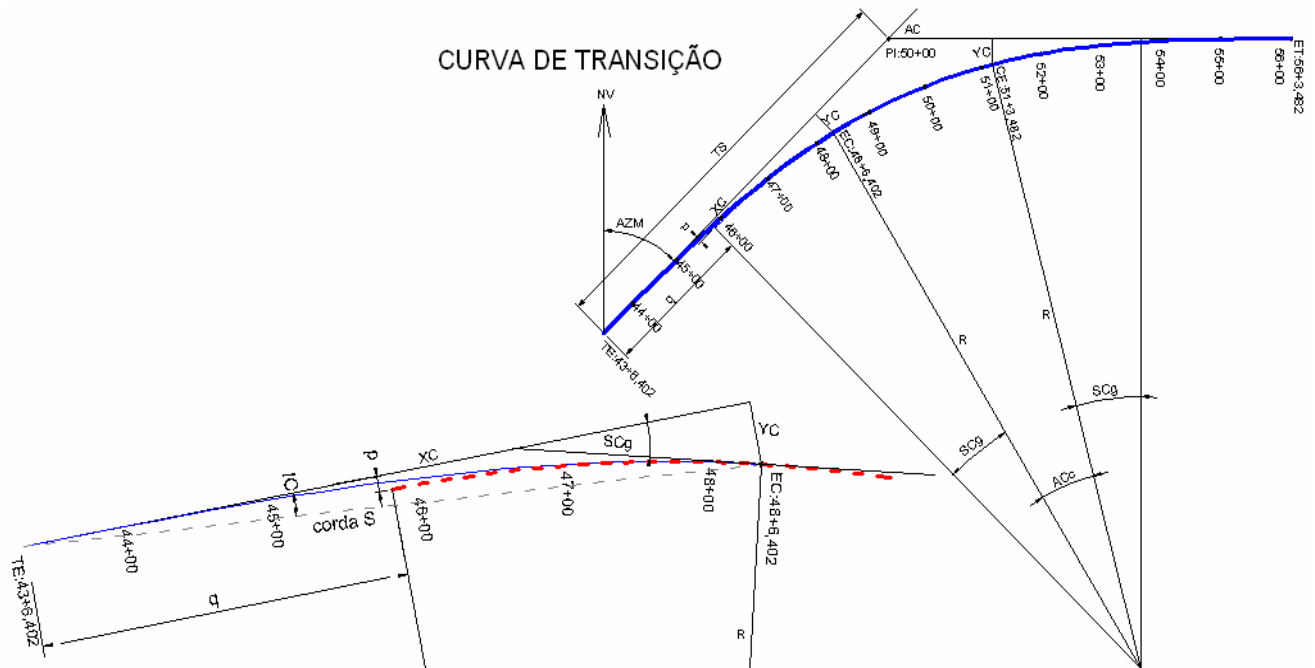 CURVA DE TRANSIÇÃO
NV
AZM
TS
AC
PI:50+00
YC
CE:51+3,482
ET:56+3,482
YC
EC:48+6,402
XC
p
q
TE:43+6,402
44+00
45+00
46+00
47+00
48+00
49+00
50+00
51+00
52+00
53+00
54+00
55+00
56+00
R
R
SCg
SCg
ACc
XC
p
SCg
YC
iC
corda S
44+00
45+00
46+00
47+00
48+00
EC:48+6,402
TE:43+6,402
q
R